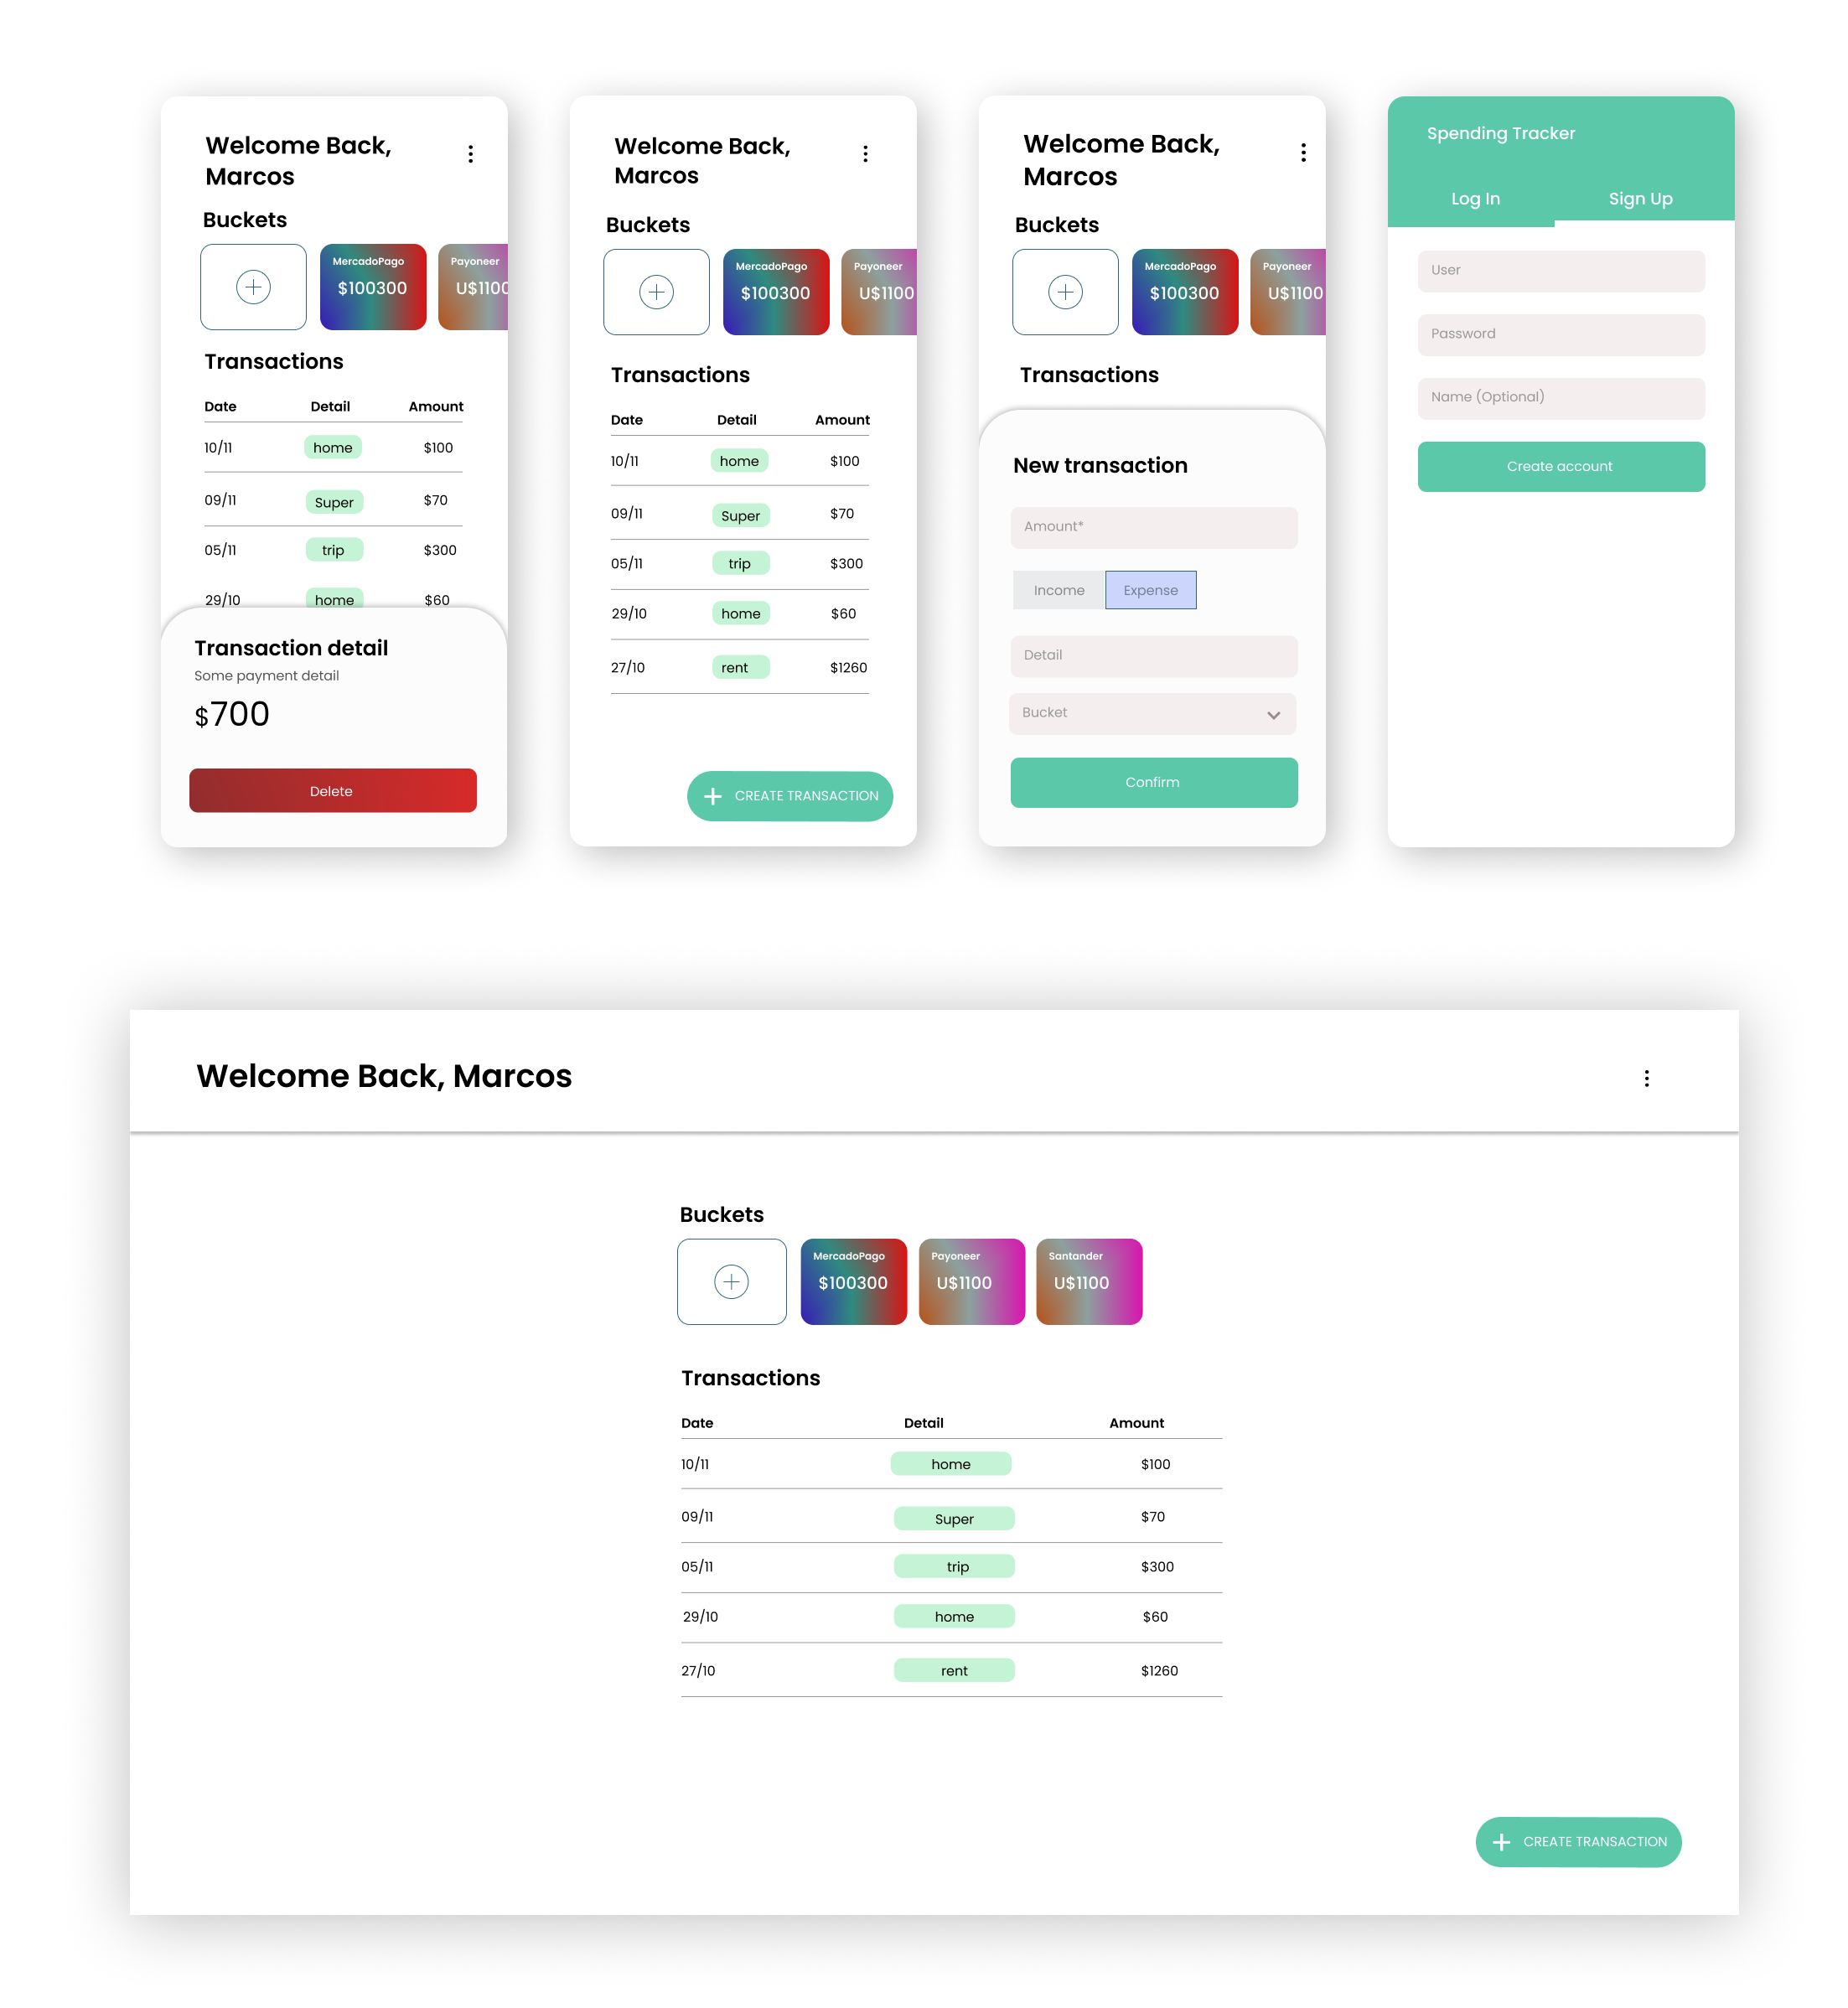 Welcome Back,
Marcos
Buckets
MercadoPago
$100300
Payoneer
U$1100
Transactions
Date Detail Amount
10/11 home $100
09/11 Super $70
05/11 trip $300
29/10 home $60
Transaction detail
Some payment detail
$700
Delete
Welcome Back,
Marcos
Buckets
MercadoPago
$100300
Payoneer
U$1100
Transactions
Date Detail Amount
10/11 home $100
09/11 Super $70
05/11 trip $300
29/10 home $60
27/10 rent $1260
CREATE TRANSACTION
Welcome Back,
Marcos
Buckets
MercadoPago
$100300
Payoneer
U$1100
Transactions
New transaction
Amount*
Income Expense
Detail
Bucket
Confirm
Spending Tracker
Log In Sign Up
User
Password
Name (Optional)
Create account
Welcome Back, Marcos
Buckets
MercadoPago
$100300
Payoneer
U$1100
Santander
U$1100
Transactions
Date Detail Amount
10/11 home $100
09/11 Super $70
05/11 trip $300
29/10 home $60
27/10 rent $1260
CREATE TRANSACTION